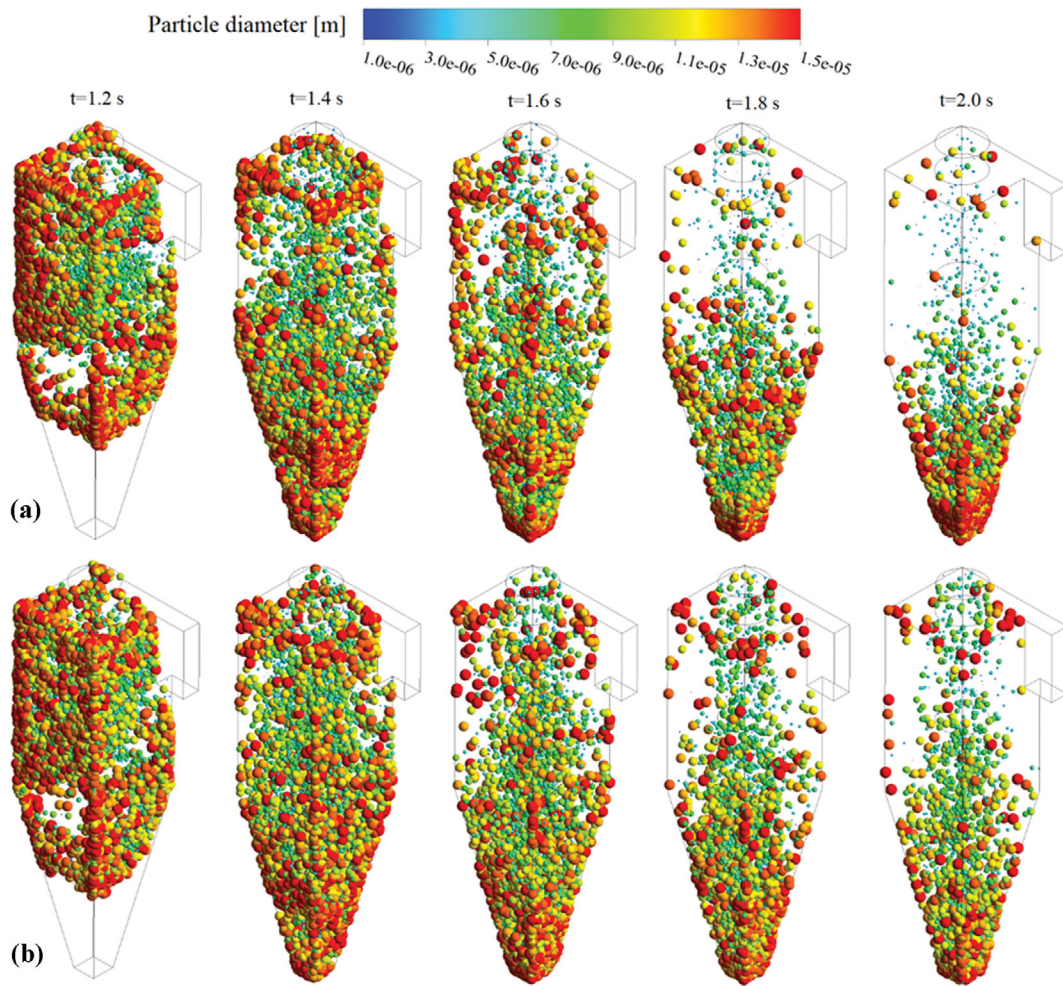 Particle diameter [m]
1.0e-06 3.0e-06 5.0e-06 7.0e-06 9.0e-06 1.1e-05 1.3e-05 1.5e-05
t=1.2 s t=1.4 s t=1.6 s t=1.8 s t=2.0 s
(a)
(b)